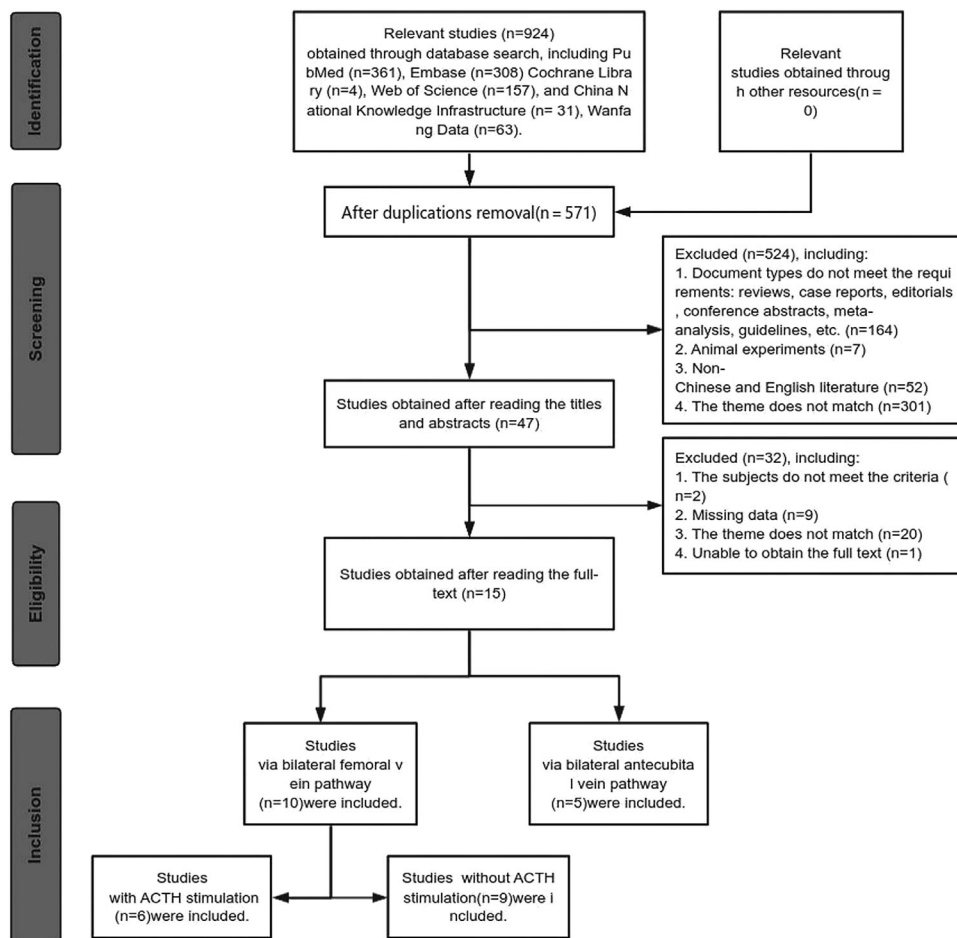 Identification
Relevant studies (n=924)
obtained through database search, including Pu
bMed (n=361), Embase (n=308) Cochrane Libra
ry (n=4), Web of Science (n=157), and China N
ational Knowledge Infrastructure (n= 31), Wanfa
ng Data (n=63).
Relevant
studies obtained throug
h other resources(n =
0)
Screening
After duplications removal(n = 571)
Excluded (n=524), including:
1. Document types do not meet the requi
rements: reviews, case reports, editorials
, conference abstracts, meta-
analysis, guidelines, etc. (n=164)
2. Animal experiments (n=7)
3. Non-
Chinese and English literature (n=52)
4. The theme does not match (n=301)
Studies obtained after reading the titles
and abstracts (n=47)
Excluded (n=32), including:
1. The subjects do not meet the criteria (
n=2)
2. Missing data (n=9)
3. The theme does not match (n=20)
4. Unable to obtain the full text (n=1)
Eligibility
Studies obtained after reading the full-
text (n=15)
Inclusion
Studies
via bilateral femoral v
ein pathway
(n=10)were included.
Studies
via bilateral antecubita
l vein pathway
(n=5)were included.
Studies
with ACTH stimulation
(n=6)were included.
Studies without ACTH
stimulation(n=9)were i
ncluded.